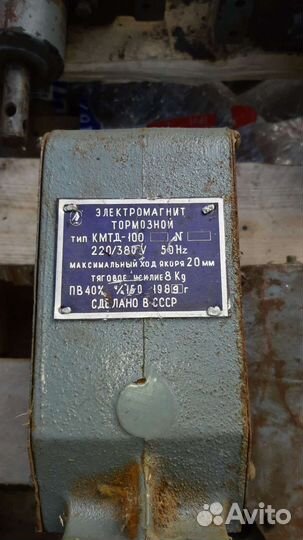 ЭЛЕКТРОМАГНИТ
ТОРМОЗНОЙ
ТИП КМТД-100 N
220/380 V 50Hz
МАКСИМАЛЬНЫЙ ХОД ЯКОРЯ 20 ММ
ТЯГОВОЕ УСИЛИЕ 8 Kg
ПВ 40% 150 1989 г
СДЕЛАНО В СССР
Avito